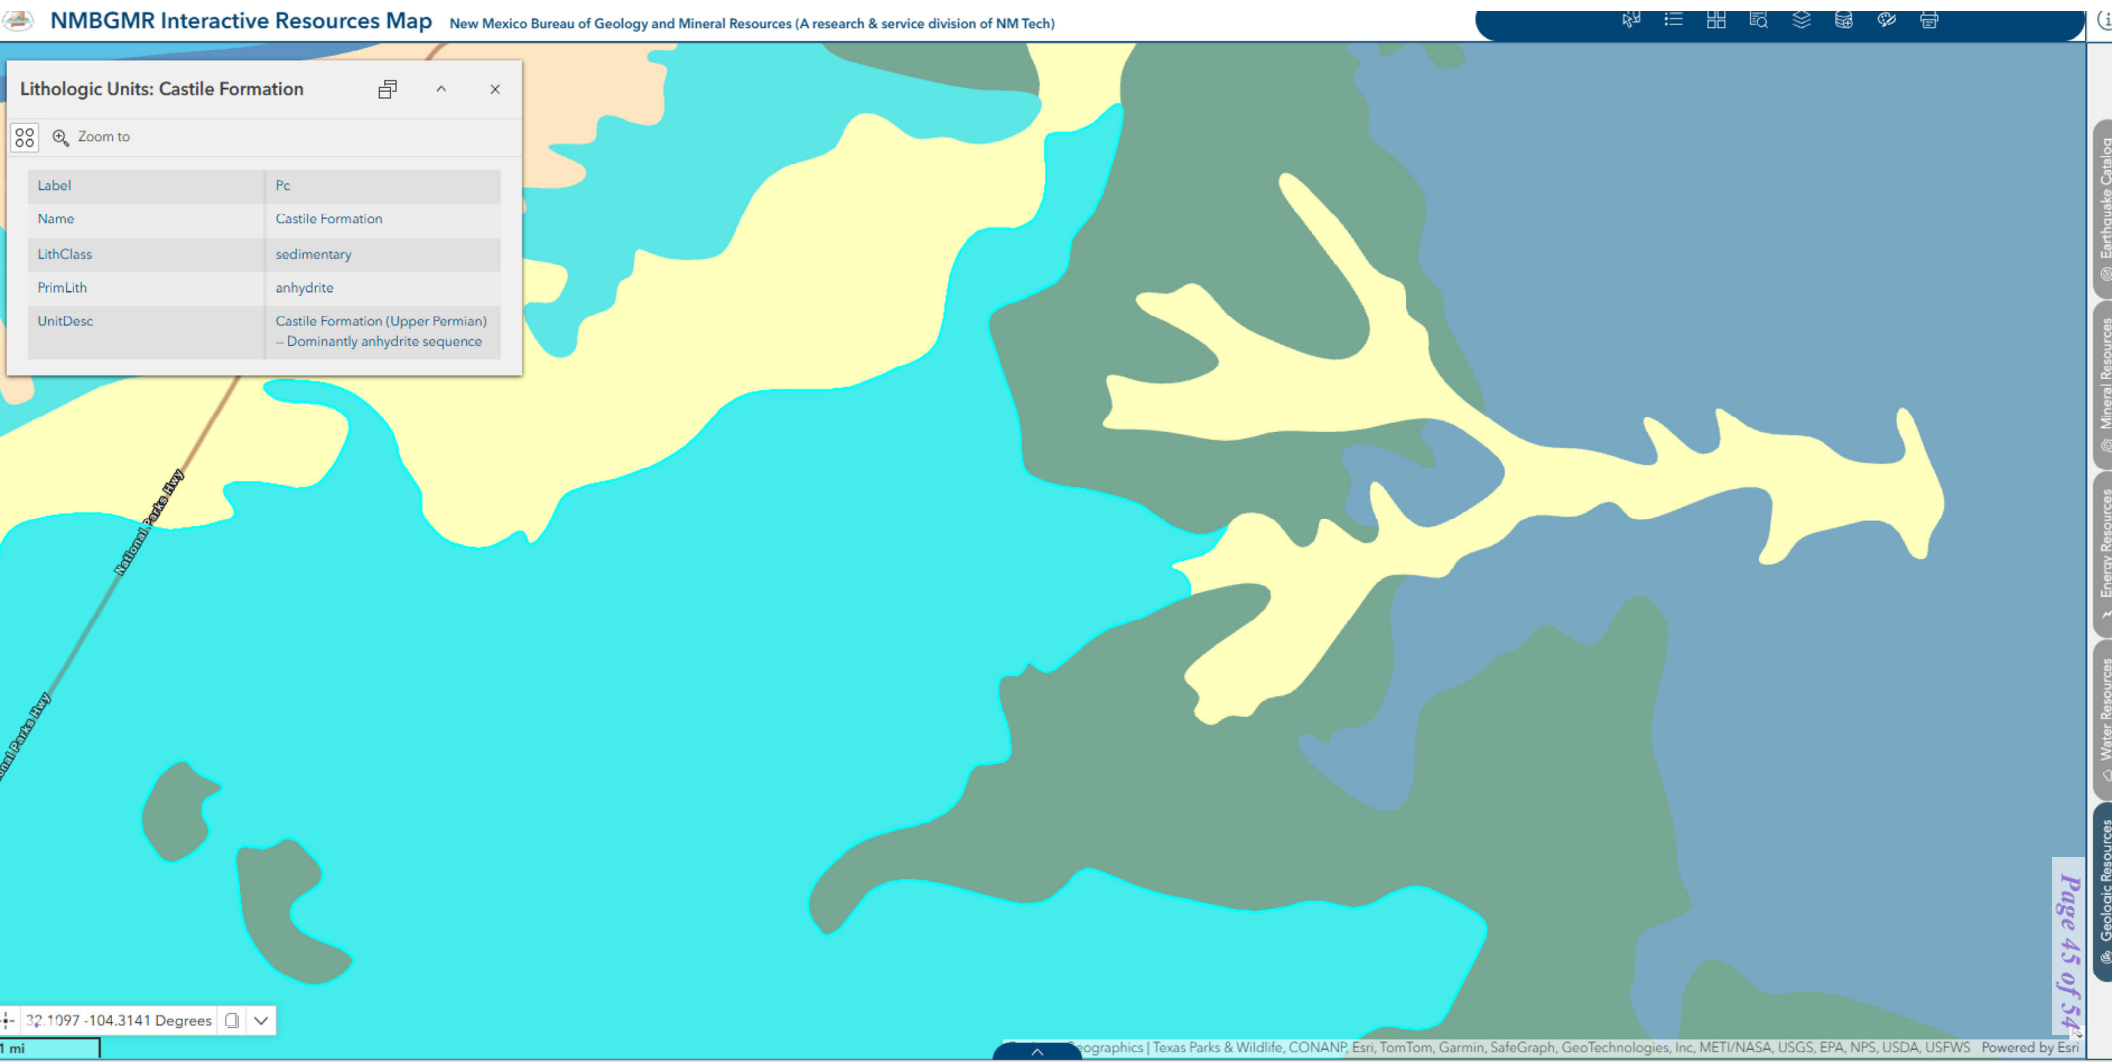 NMBGMR Interactive Resources Map New Mexico Bureau of Geology and Mineral Resources (A research & service division of NM Tech)
Lithologic Units: Castile Formation
Zoom to
Label Pc
Name Castile Formation
LithClass sedimentary
PrimLith anhydrite
UnitDesc Castile Formation (Upper Permian)
– Dominantly anhydrite sequence
National Parks Hwy
onal Parks Hwy
Earthquake Catalog
Mineral Resources
Energy Resources
Water Resources
Geologic Resources
Page 45 of 54
32.1097 -104.3141 Degrees
1 mi
eographics | Texas Parks & Wildlife, CONANP, Esri, TomTom, Garmin, SafeGraph, GeoTechnologies, Inc, METI/NASA, USGS, EPA, NPS, USDA, USFWS Powered by Esri